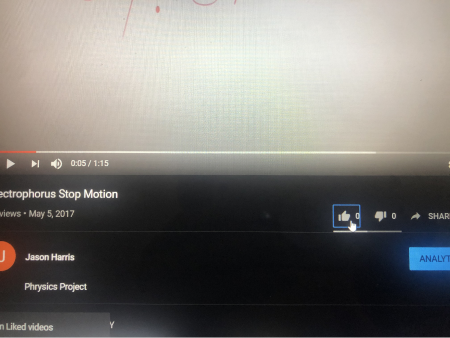 0:05 / 1:15
ectrophorus Stop Motion
views • May 5, 2017
0
0
SHAR
J
Jason Harris
Phrysics Project
ANALYT
n Liked videos
Y